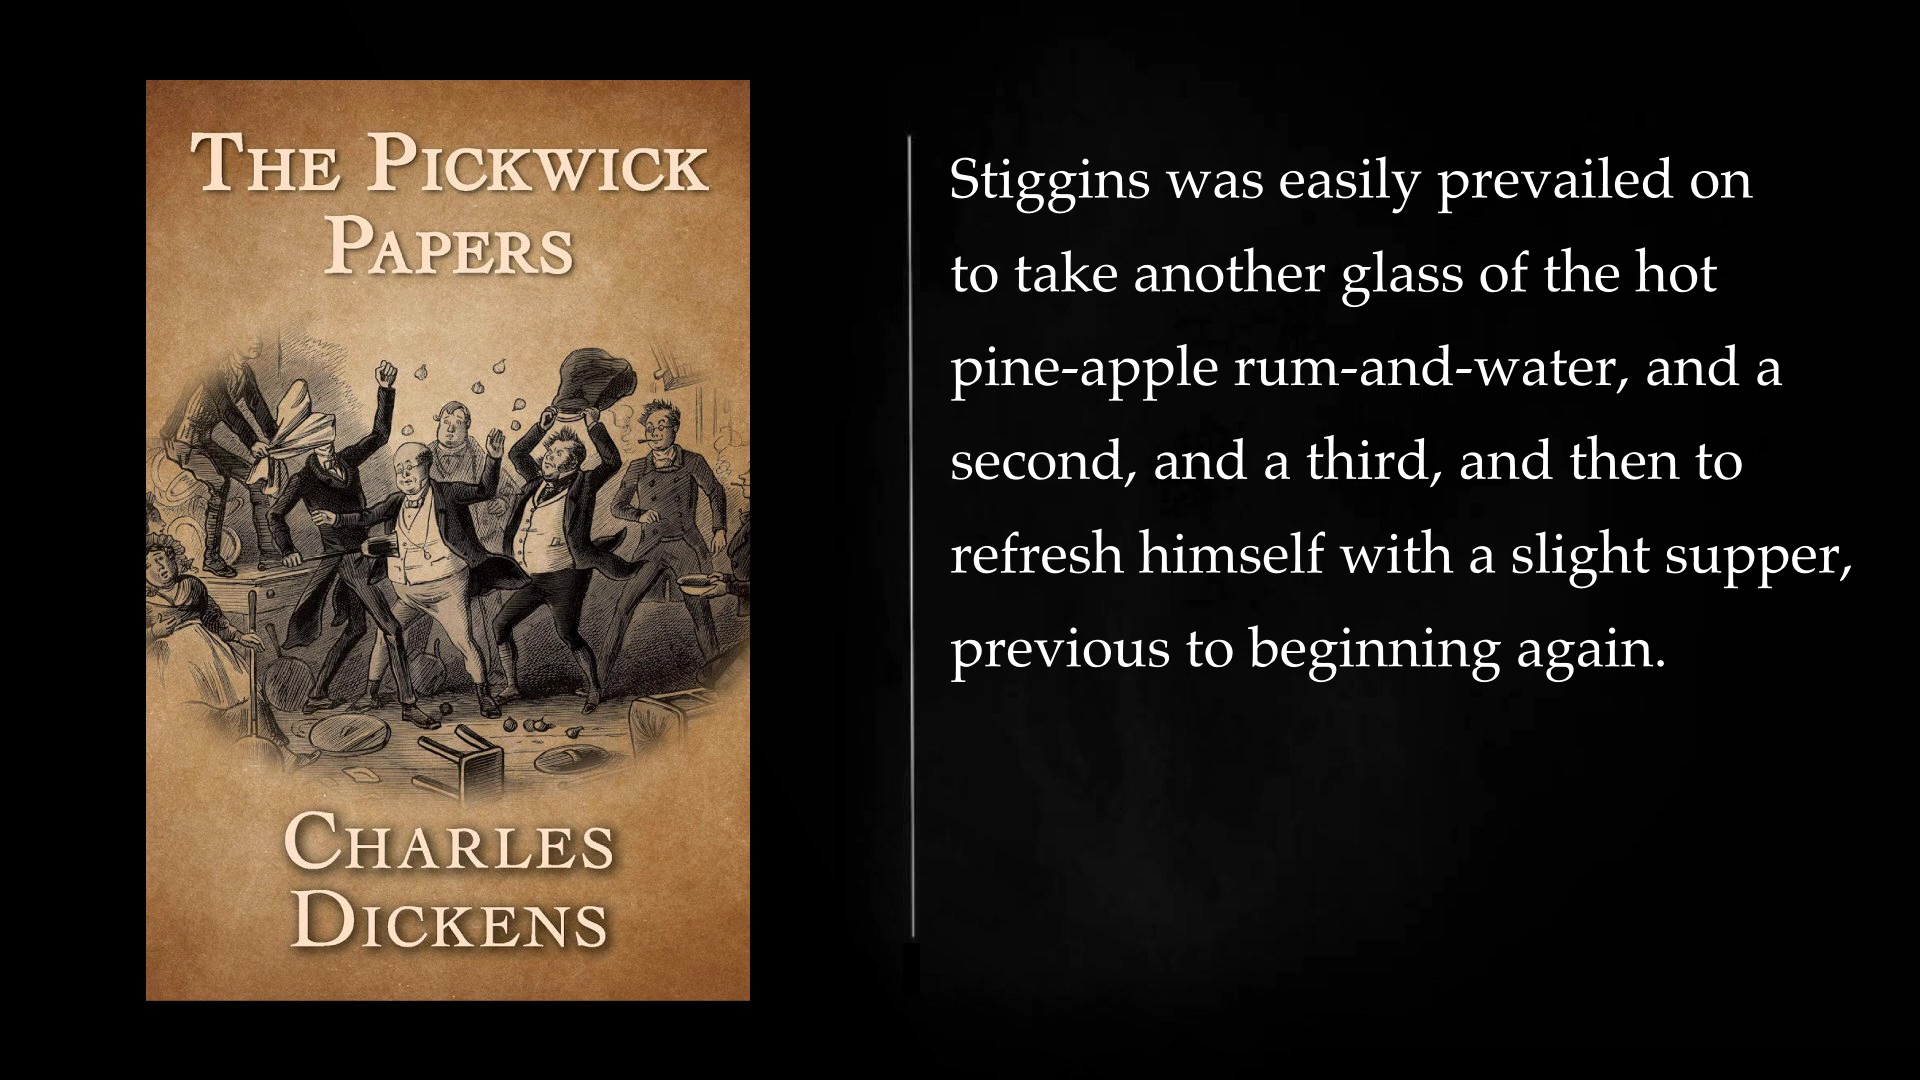 The Pickwick
Papers
Charles
Dickens
Stiggins was easily prevailed on
to take another glass of the hot
pine-apple rum-and-water, and a
second, and a third, and then to
refresh himself with a slight supper,
previous to beginning again.